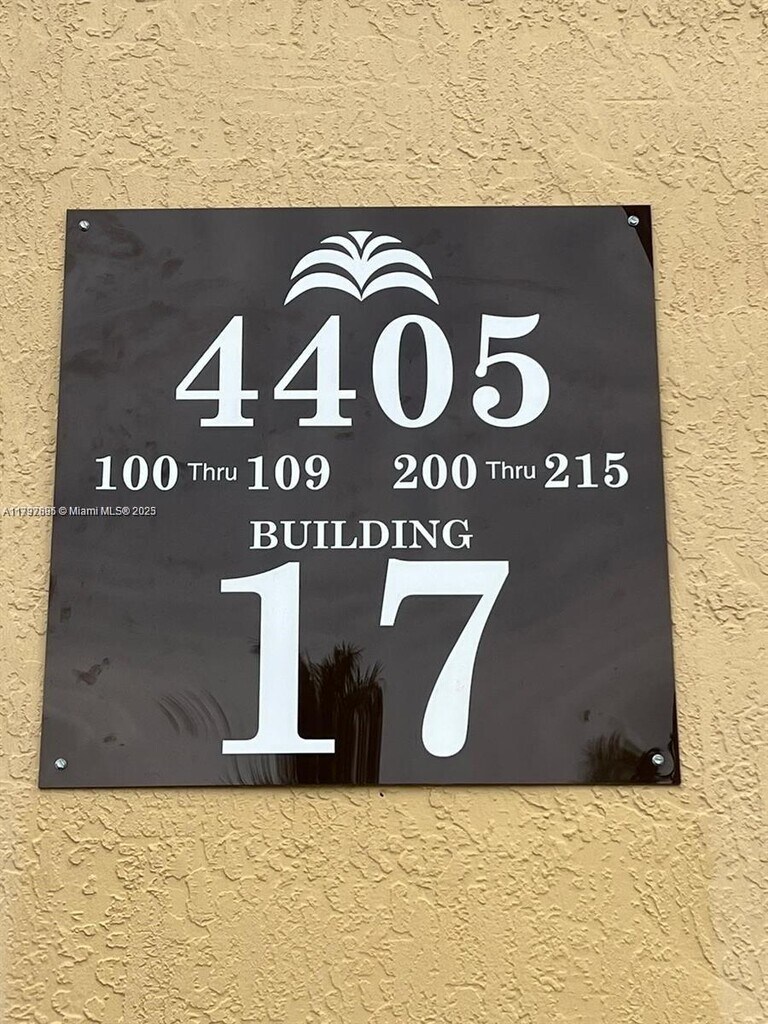 4405
100 Thru 109 200 Thru 215
BUILDING
17
© Miami MLS® 2025